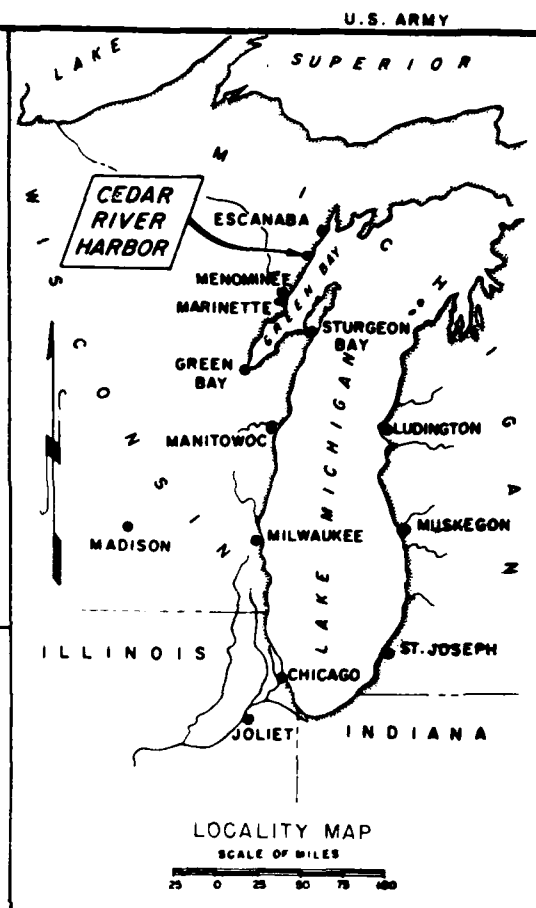 U.S. ARMY
LAKE SUPERIOR
MICHIGAN
WISCONSIN
CEDAR
RIVER
HARBOR
ESCANABA
GREEN BAY
MENOMINEE
MARINETTE
STURGEON
BAY
GREEN
BAY
LAKE MICHIGAN
MANITOWOC
LUDINGTON
MADISON
MILWAUKEE
MUSKEGON
ILLINOIS
ST. JOSEPH
CHICAGO
JOLIET
INDIANA
LOCALITY MAP
SCALE OF MILES
25 0 25 50 75 100